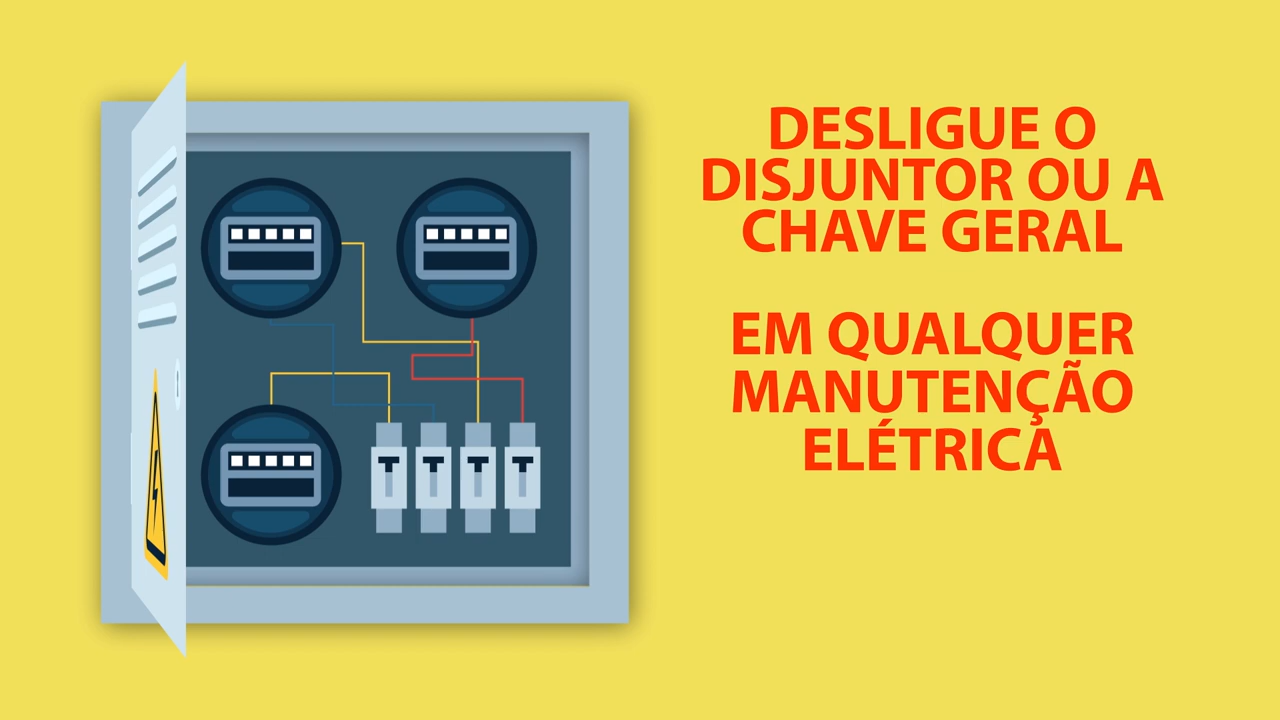 DESLIGUE O
DISJUNTOR OU A
CHAVE GERAL
EM QUALQUER
MANUTENÇÃO
ELÉTRICA